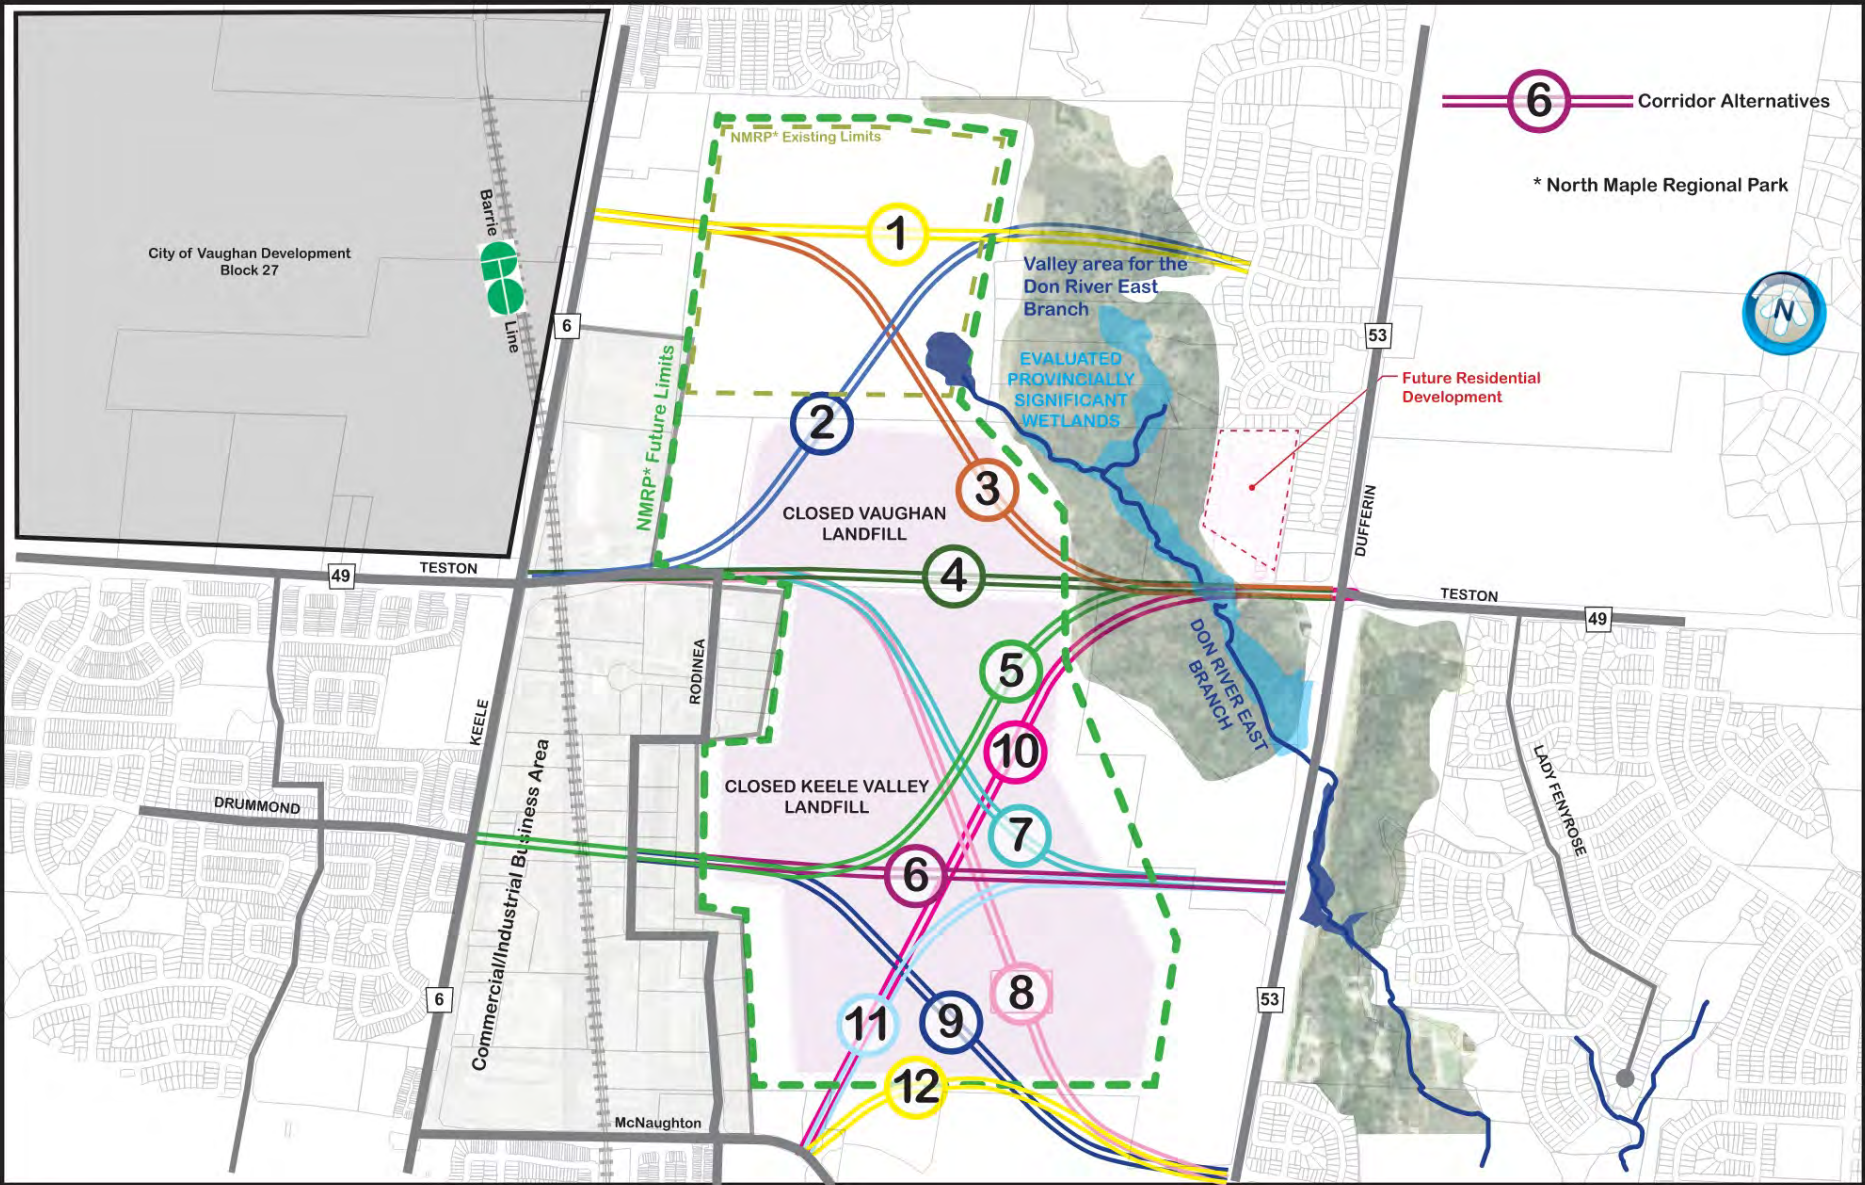 6 Corridor Alternatives
* North Maple Regional Park
N
NMRP* Existing Limits
1
City of Vaughan Development
Block 27
Barrie
Line
6
Valley area for the
Don River East
Branch
53
EVALUATED
PROVINCIALLY
SIGNIFICANT
WETLANDS
Future Residential
Development
NMRP* Future Limits
2
3
CLOSED VAUGHAN
LANDFILL
DUFFERIN
TESTON
49
4
TESTON
49
DON RIVER EAST
BRANCH
RODINEA
5
KEELE
10
LADY FENYROSE
CLOSED KEELE VALLEY
LANDFILL
DRUMMOND
7
Commercial/Industrial Business Area
6
8
6
53
11
9
12
McNaughton